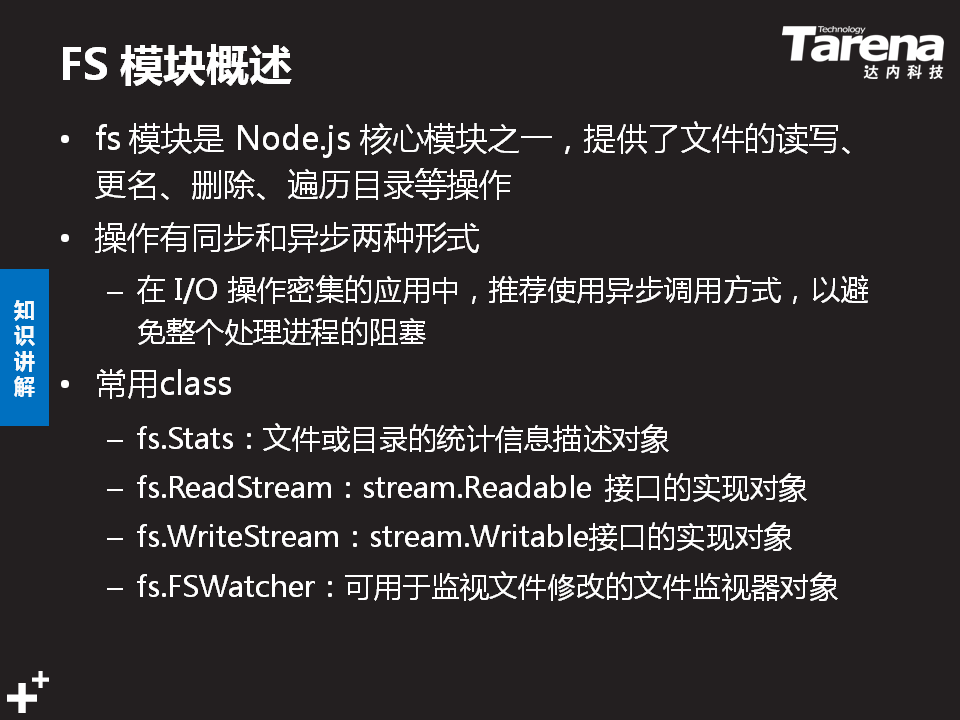 FS 模块概述
Technology
Tarena
达内科技
• fs 模块是 Node.js 核心模块之一，提供了文件的读写、
更名、删除、遍历目录等操作
• 操作有同步和异步两种形式
– 在 I/O 操作密集的应用中，推荐使用异步调用方式，以避
免整个处理进程的阻塞
知识讲解
• 常用class
– fs.Stats：文件或目录的统计信息描述对象
– fs.ReadStream：stream.Readable 接口的实现对象
– fs.WriteStream：stream.Writable接口的实现对象
– fs.FSWatcher：可用于监视文件修改的文件监视器对象